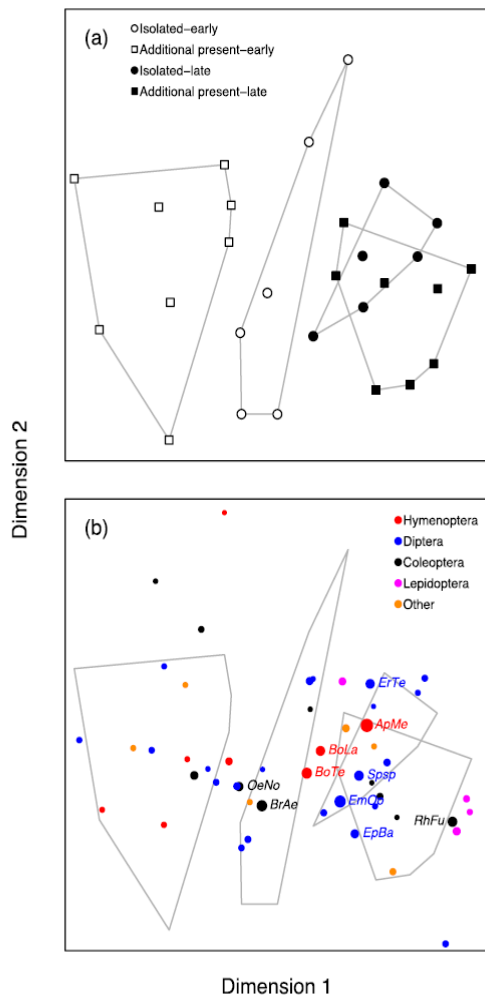 (a)
Isolated−early
Additional present−early
Isolated−late
Additional present−late
Dimension 2
(b)
Hymenoptera
Diptera
Coleoptera
Lepidoptera
Other
ErTe
ApMe
BoLa
BoTe
Spsp
OeNo
BrAe
EmOp
RhFu
EpBa
Dimension 1